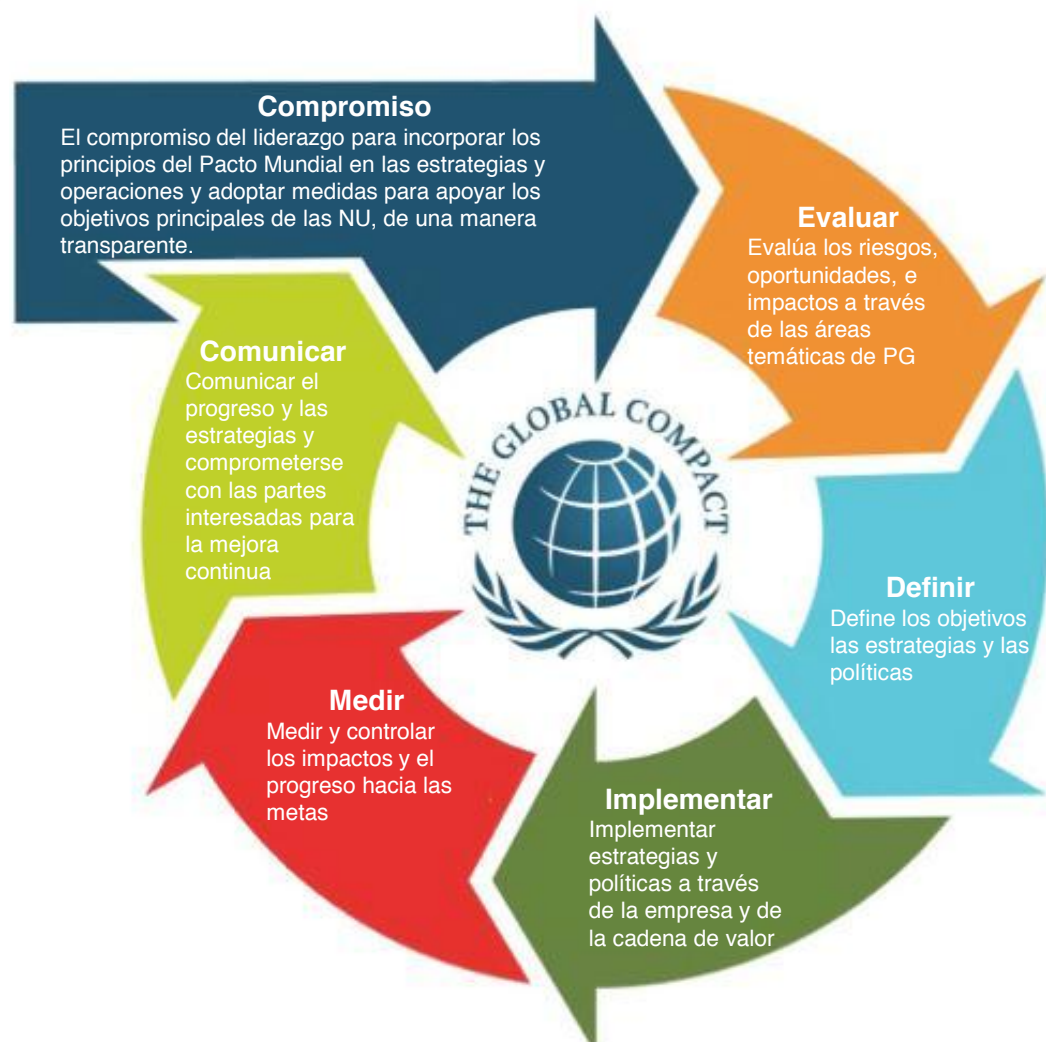 Compromiso
El compromiso del liderazgo para incorporar los
principios del Pacto Mundial en las estrategias y
operaciones y adoptar medidas para apoyar los
objetivos principales de las NU, de una manera
transparente.
Evaluar
Evalúa los riesgos,
oportunidades, e
impactos a través
de las áreas
temáticas de PG
Definir
Define los objetivos
las estrategias y las
políticas
Implementar
Implementar
estrategias y
políticas a través
de la empresa y de
la cadena de valor
Medir
Medir y controlar
los impactos y el
progreso hacia las
metas
Comunicar
Comunicar el
progreso y las
estrategias y
comprometerse
con las partes
interesadas para
la mejora
continua
THE GLOBAL COMPACT